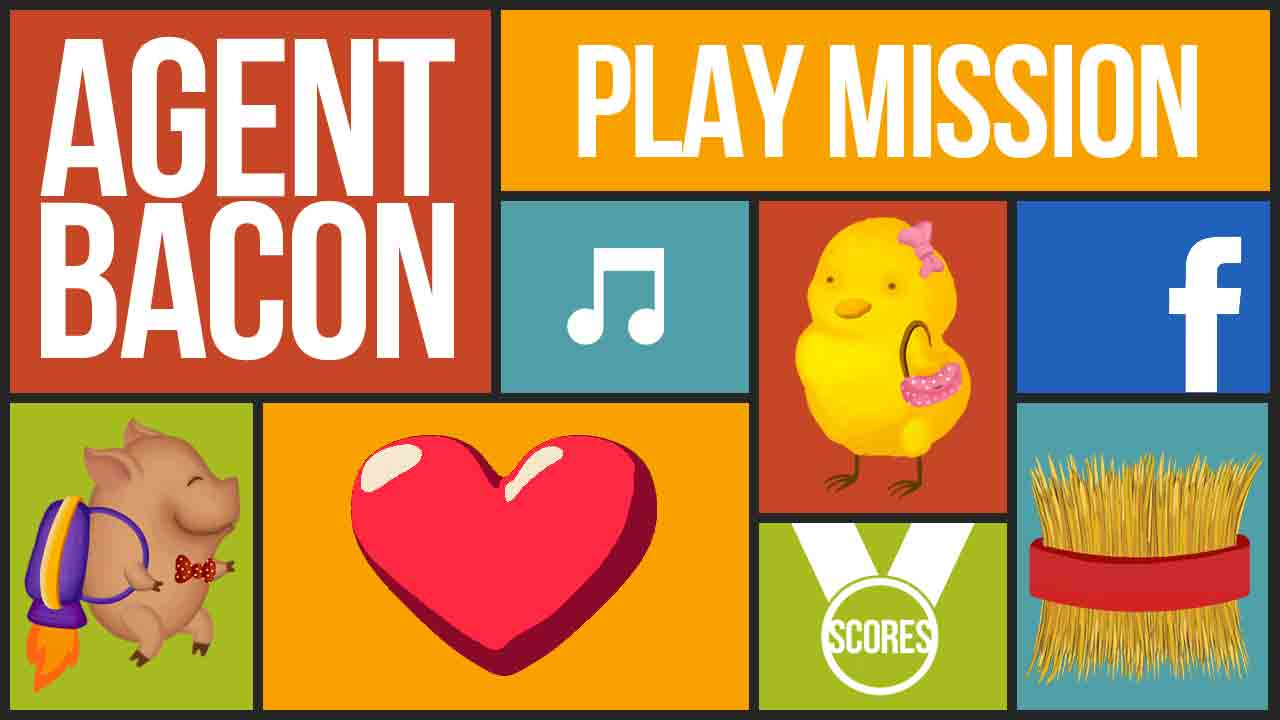 AGENT
BACON
PLAY MISSION
f
SCORES